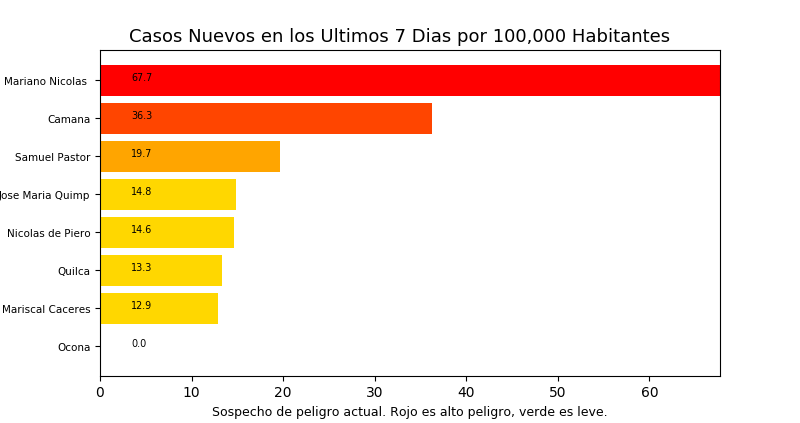 Casos Nuevos en los Ultimos 7 Dias por 100,000 Habitantes
Mariano Nicolas 67.7
Camana 36.3
Samuel Pastor 19.7
Jose Maria Quimp 14.8
Nicolas de Piero 14.6
Quilca 13.3
Mariscal Caceres 12.9
Ocona 0.0
0 10 20 30 40 50 60
Sospecho de peligro actual. Rojo es alto peligro, verde es leve.